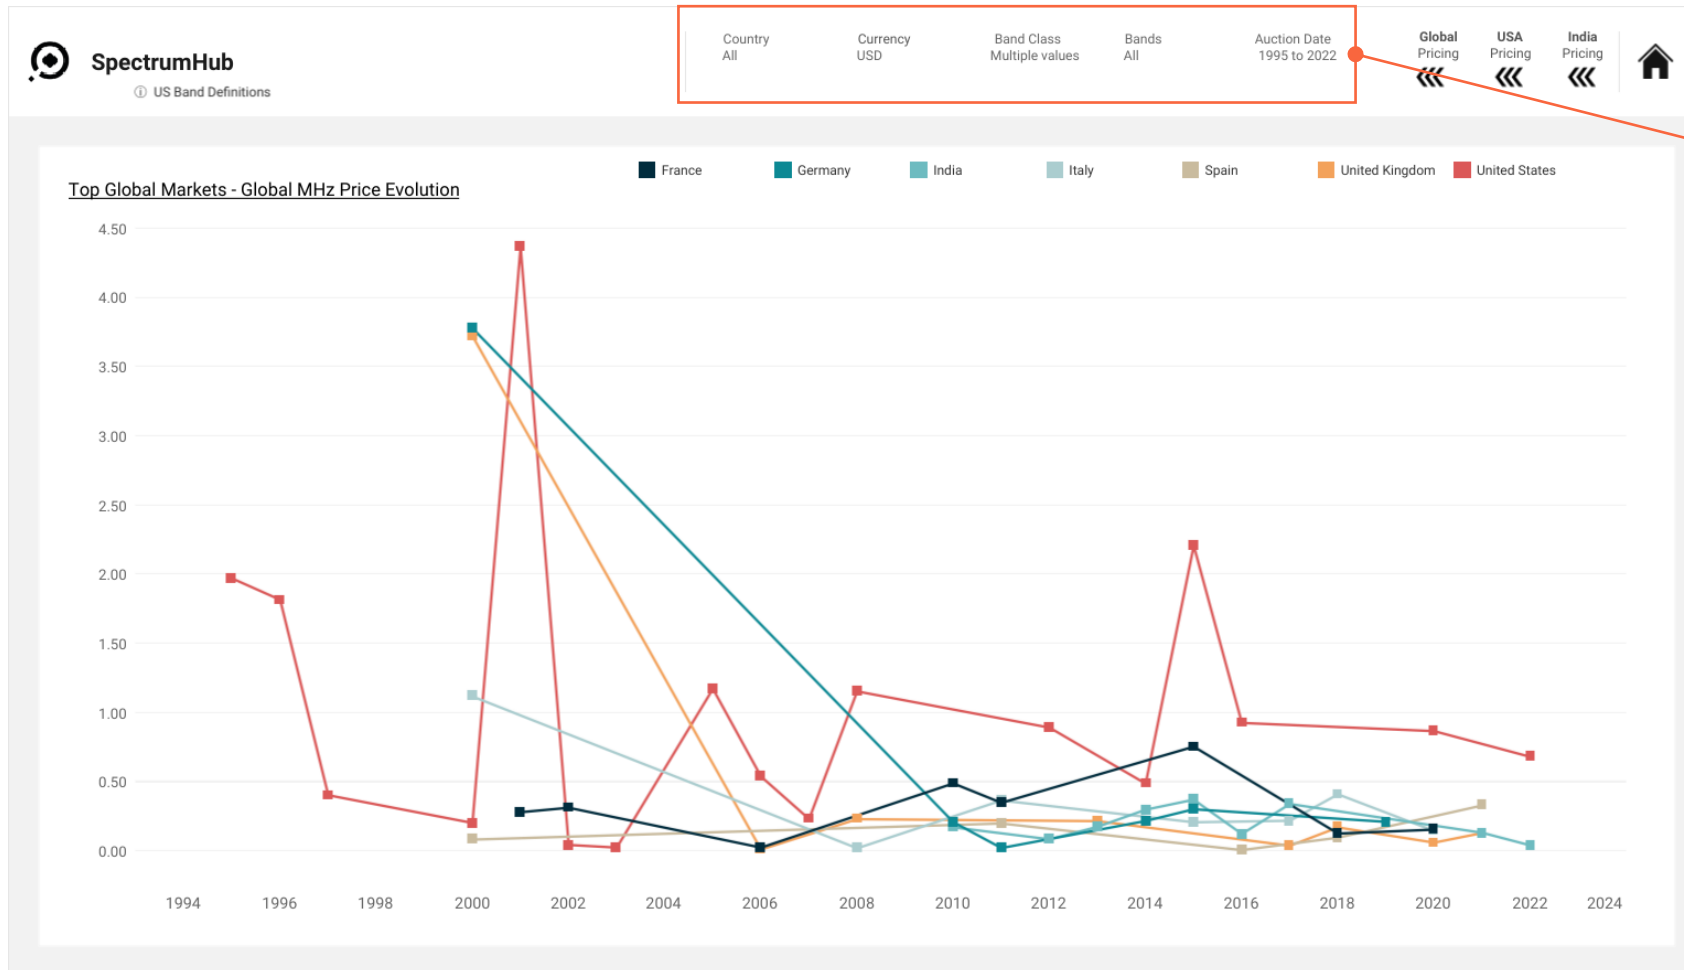 SpectrumHub
US Band Definitions
Country
All
Currency
USD
Band Class
Multiple values
Bands
All
Auction Date
1995 to 2022
Global
Pricing
USA
Pricing
India
Pricing
Top Global Markets - Global MHz Price Evolution
France
Germany
India
Italy
Spain
United Kingdom
United States
4.50
4.00
3.50
3.00
2.50
2.00
1.50
1.00
0.50
0.00
1994 1996 1998 2000 2002 2004 2006 2008 2010 2012 2014 2016 2018 2020 2022 2024